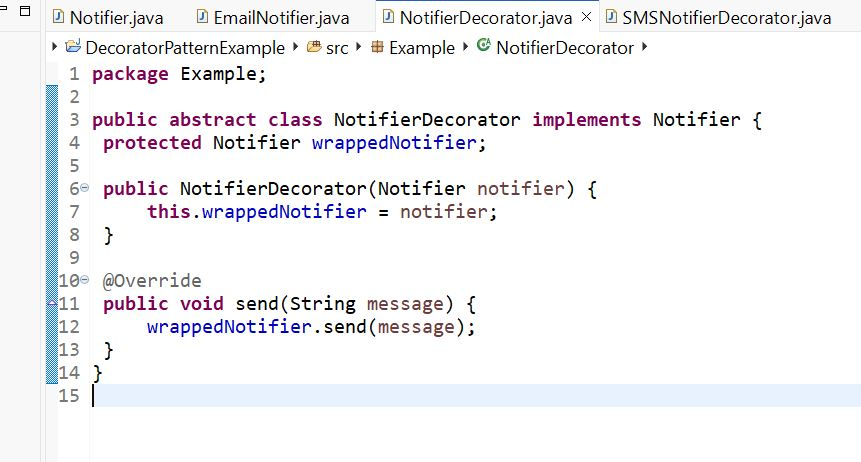 Notifier.java EmailNotifier.java NotifierDecorator.java SMSNotifierDecorator.java
DecoratorPatternExample src Example NotifierDecorator
1 package Example;
2
3 public abstract class NotifierDecorator implements Notifier {
4 protected Notifier wrappedNotifier;
5
6 public NotifierDecorator(Notifier notifier) {
7 this.wrappedNotifier = notifier;
8 }
9
10 @Override
11 public void send(String message) {
12 wrappedNotifier.send(message);
13 }
14 }
15